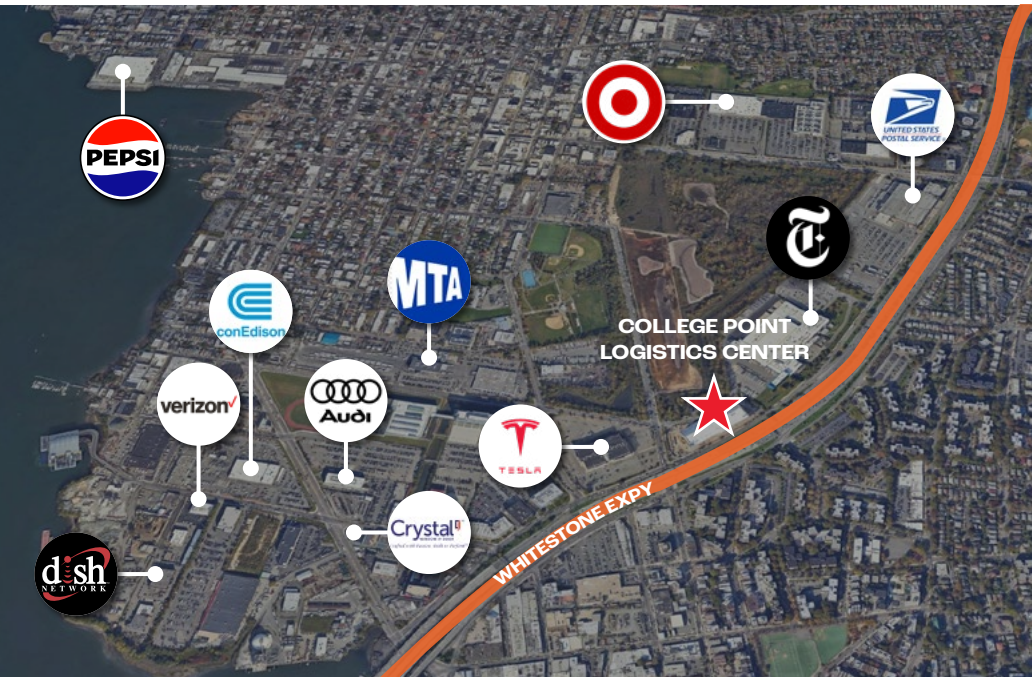 PEPSI
UNITED STATES
POSTAL SERVICE
T
MTA
conEdison
COLLEGE POINT
LOGISTICS CENTER
verizon
Audi
TESLA
WHITESTONE EXPY
Crystal
dish
NETWORK